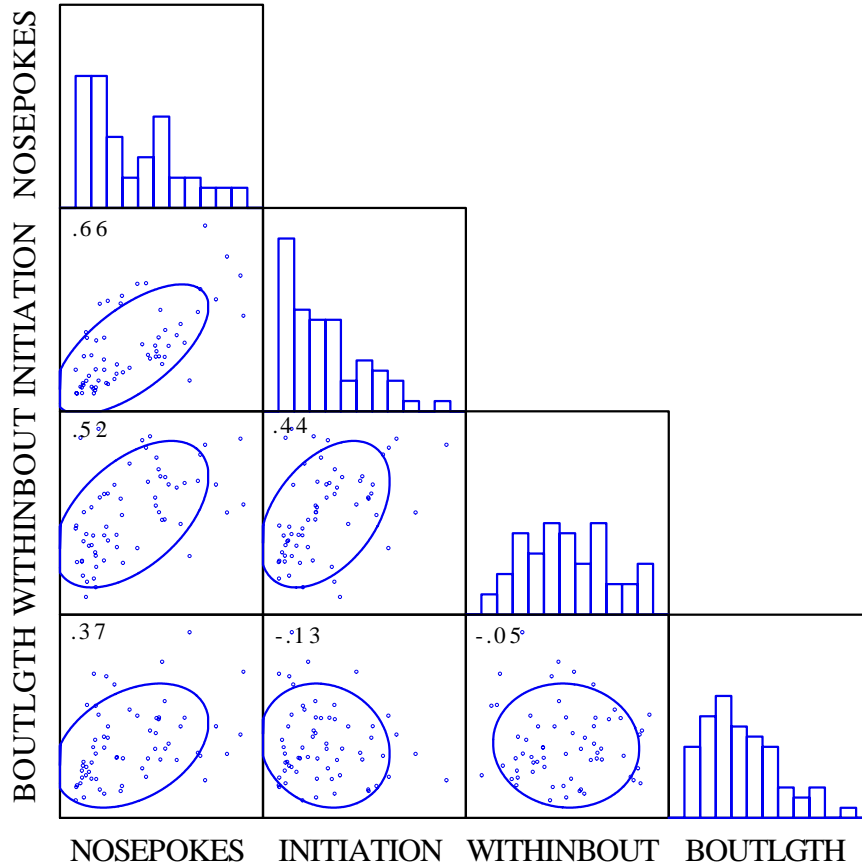 NOSEPOKES
INITIATION
.66
WITHINBOUT
.52
.44
BOUTLGTH
.37
-.13
-.05
NOSEPOKES INITIATION WITHINBOUT BOUTLGTH